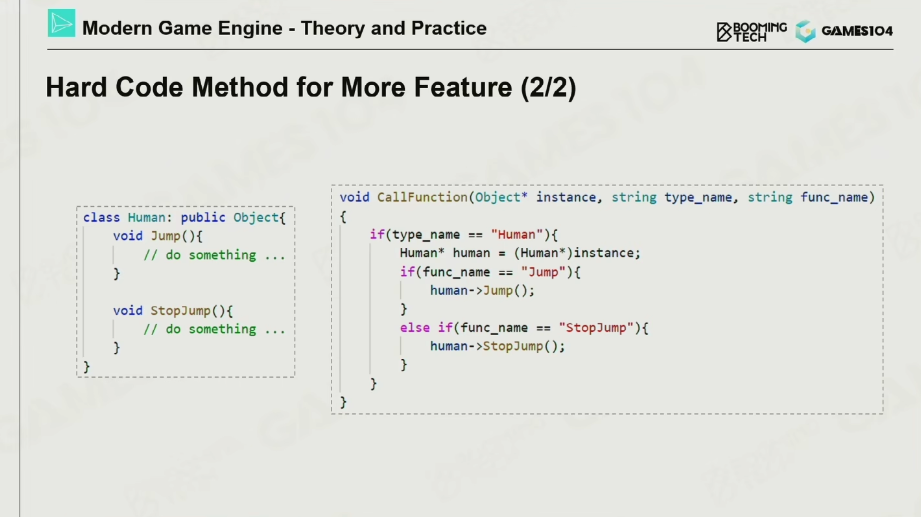 Modern Game Engine - Theory and Practice
BOOMING TECH
GAMES104
Hard Code Method for More Feature (2/2)
class Human: public Object{
    void Jump(){
        // do something ...
    }

    void StopJump(){
        // do something ...
    }
}
void CallFunction(Object* instance, string type_name, string func_name)
{
    if(type_name == "Human"){
        Human* human = (Human*)instance;
        if(func_name == "Jump"){
            human->Jump();
        }
        else if(func_name == "StopJump"){
            human->StopJump();
        }
    }
}